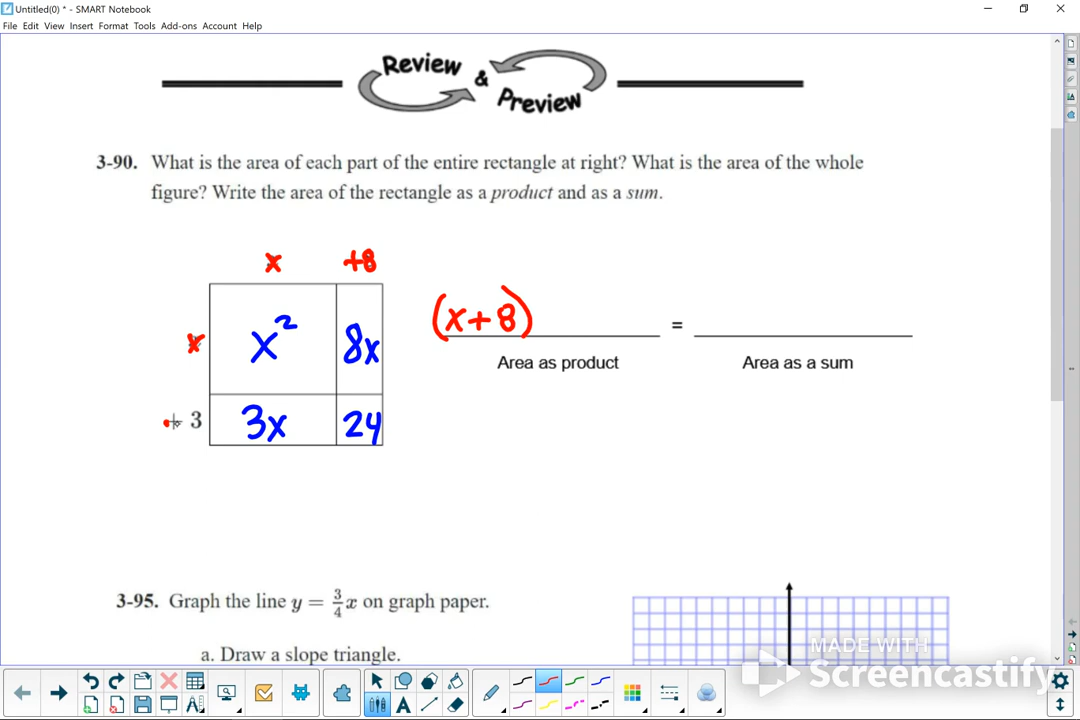 Untitled(0) * - SMART Notebook
File Edit View Insert Format Tools Add-ons Account Help
Review
&
Preview
3-90. What is the area of each part of the entire rectangle at right? What is the area of the whole
figure? Write the area of the rectangle as a product and as a sum.
x +8
x x² 8x
+ 3 3x 24
(x+8) =
Area as product Area as a sum
3-95. Graph the line y = 3/4 x on graph paper.
a. Draw a slope triangle.
MADE WITH
Screencastify